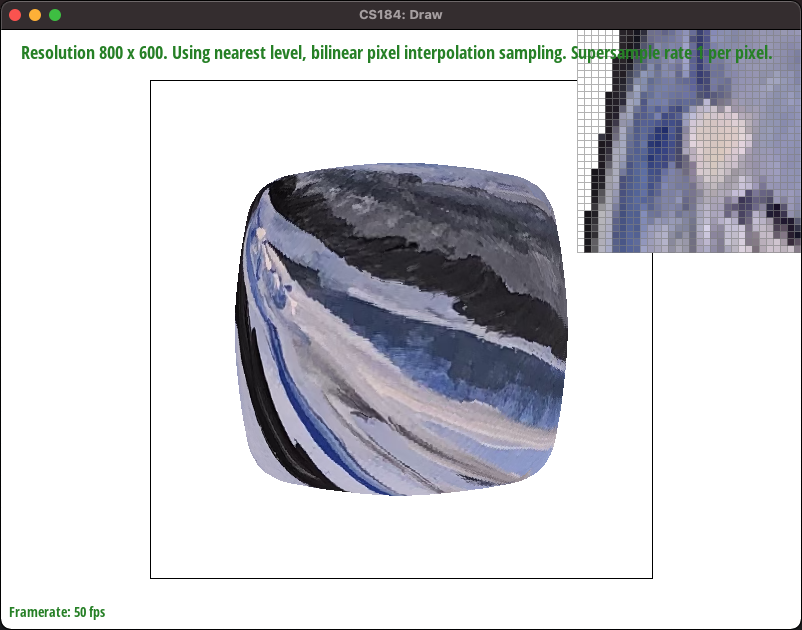 CS184: Draw
Resolution 800 x 600. Using nearest level, bilinear pixel interpolation sampling. Supersample rate 1 per pixel.
Framerate: 50 fps